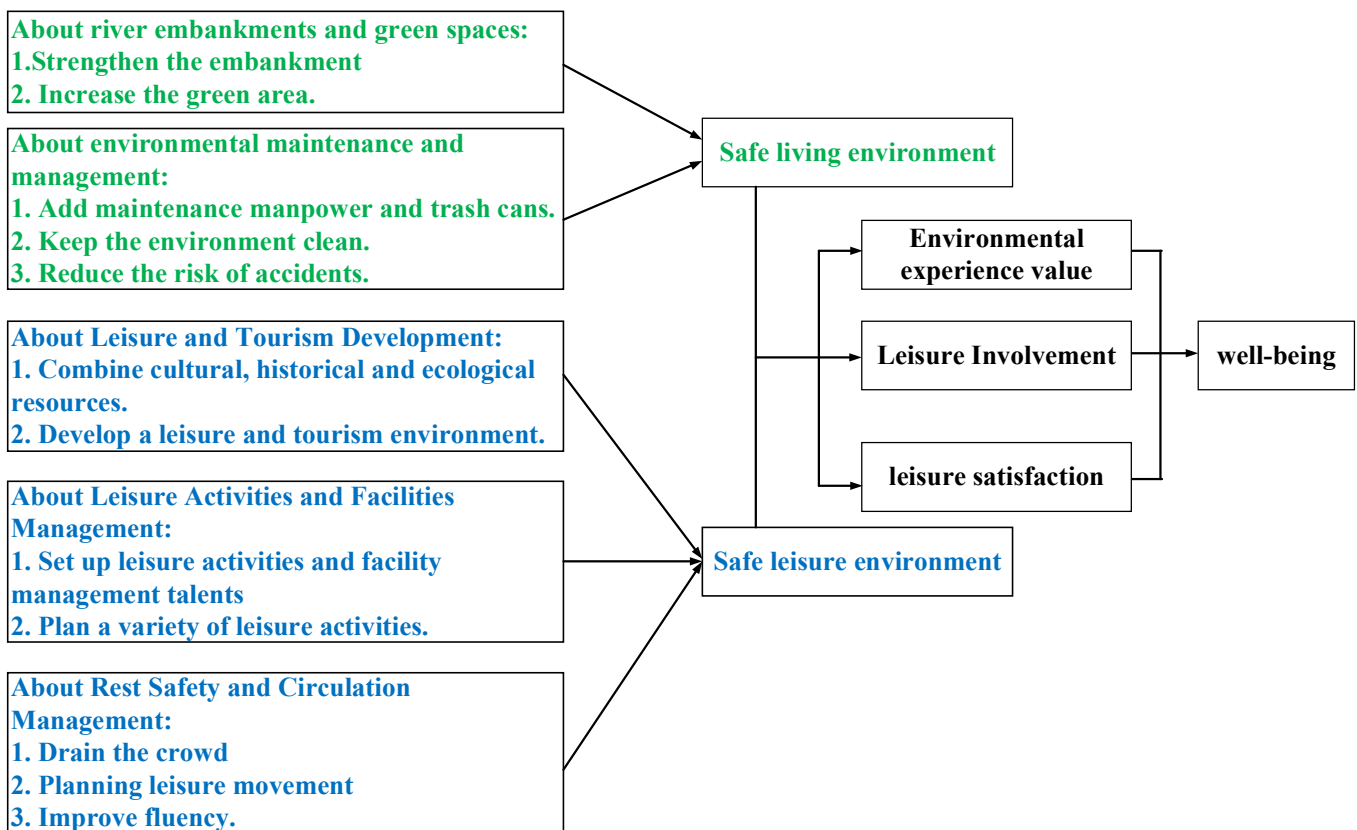 About river embankments and green spaces:
1.Strengthen the embankment
2. Increase the green area.
About environmental maintenance and
management:
1. Add maintenance manpower and trash cans.
2. Keep the environment clean.
3. Reduce the risk of accidents.
About Leisure and Tourism Development:
1. Combine cultural, historical and ecological
resources.
2. Develop a leisure and tourism environment.
About Leisure Activities and Facilities
Management:
1. Set up leisure activities and facility
management talents
2. Plan a variety of leisure activities.
About Rest Safety and Circulation
Management:
1. Drain the crowd
2. Planning leisure movement
3. Improve fluency.
Safe living environment
Safe leisure environment
Environmental
experience value
Leisure Involvement
leisure satisfaction
well-being